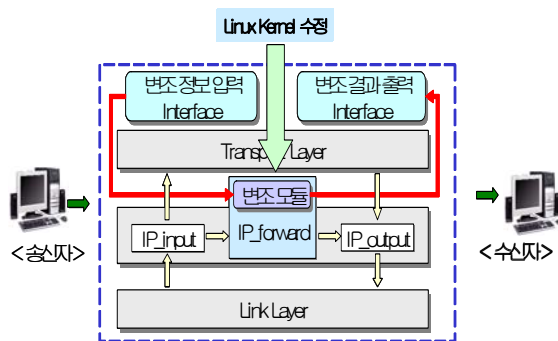 Linux Kernel 수정
변조 정보 입력
Interface
변조 결과 출력
Interface
Transport Layer
변조 모듈
IP_input
IP_forward
IP_output
<송신자>
<수신자>
Link Layer